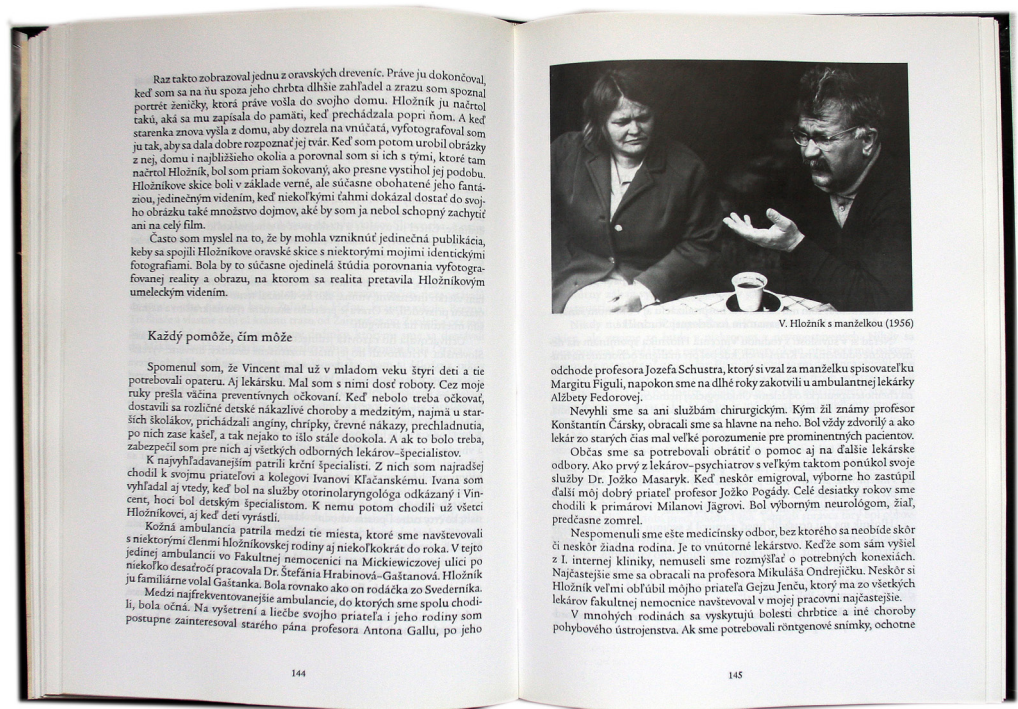 Raz takto zobrazoval jednu z oravských dreveníc. Práve ju dokončoval,
keď som sa na ňu spoza jeho chrbta dlhšie zahľadel a zrazu som spoznal
portrét ženičky, ktorá práve vošla do svojho domu. Hložník ju načrtol
takú, aká sa mu zapísala do pamäti, keď prechádzala popri ňom. A keď
starenka znova vyšla z domu, aby dozrela na vnúčatá, vyfotografoval som
ju tak, aby sa dala dobre rozpoznať jej tvár. Keď som potom urobil obrázky
z nej, domu i najbližšieho okolia a porovnal som si ich s tými, ktoré tam
načrtol Hložník, bol som priam šokovaný, ako presne vystihol jej podobu.
Hložníkove skice boli v základe verné, ale súčasne obohatené jeho fantá-
ziou, jedinečným videním, keď niekoľkými ťahmi dokázal dostať do svoj-
ho obrázku také množstvo dojmov, aké by som ja nebol schopný zachytiť
ani na celý film.
Často som myslel na to, že by mohla vzniknúť jedinečná publikácia,
keby sa spojili Hložníkove oravské skice s niektorými mojimi identickými
fotografiami. Bola by to súčasne ojedinelá štúdia porovnania vyfotogra-
fovanej reality a obrazu, na ktorom sa realita pretavila Hložníkovým
umeleckým videním.
Každý pomôže, čím môže
Spomenul som, že Vincent mal už v mladom veku štyri deti a tie
potrebovali opateru. Aj lekársku. Mal som s nimi dosť roboty. Cez moje
ruky prešla väčina preventívnych očkovaní. Keď nebolo treba očkovať,
dostavili sa rozličné detské nákazlivé choroby a medzitým, najmä u star-
ších školákov, prichádzali angíny, chrípky, črevné nákazy, prechladnutia,
po nich zase kašeľ, a tak nejako to išlo stále dookola. A ak to bolo treba,
zabezpečil som pre nich aj všetkých odborných lekárov–špecialistov.
K najvyhľadávanejším patrili krční špecialisti. Z nich som najradšej
chodil k svojmu priateľovi a kolegovi Ivanovi Kľačanskému. Ivana som
vyhľadal aj vtedy, keď bol na služby otorinolaryngológa odkázaný i Vin-
cent, hoci bol detským špecialistom. K nemu potom chodili už všetci
Hložníkovci, aj keď deti vyrástli.
Kožná ambulancia patrila medzi tie miesta, ktoré sme navštevovali
s niektorými členmi hložníkovskej rodiny aj niekoľkokrát do roka. V tejto
jedinej ambulancii vo Fakultnej nemocnici na Mickiewiczovej ulici po
niekoľko desaťročí pracovala Dr. Štefánia Hrabinová–Gaštanová. Hložník
ju familiárne volal Gaštanka. Bola rovnako ako on rodáčka zo Svederníka.
Medzi najfrekventovanejšie ambulancie, do ktorých sme spolu chodi-
li, bola očná. Na vyšetrení a liečbe svojho priateľa i jeho rodiny som
postupne zainteresoval starého pána profesora Antona Gallu, po jeho
144
V. Hložník s manželkou (1956)
odchode profesora Jozefa Schustra, ktorý si vzal za manželku spisovateľku
Margitu Figuli, napokon sme na dlhé roky zakotvili u ambulantnej lekárky
Alžbety Fedorovej.
Nevyhli sme sa ani službám chirurgickým. Kým žil známy profesor
Konštantín Čársky, obracali sme sa hlavne na neho. Bol vždy zdvorilý a ako
lekár zo starých čias mal veľké porozumenie pre prominentných pacientov.
Občas sme sa potrebovali obrátiť o pomoc aj na ďalšie lekárske
odbory. Ako prvý z lekárov–psychiatrov s veľkým taktom ponúkol svoje
služby Dr. Jožko Masaryk. Keď neskôr emigroval, výborne ho zastúpil
ďalší môj dobrý priateľ profesor Jožko Pogády. Celé desiatky rokov sme
chodili k primárovi Milanovi Jägrovi. Bol výborným neurológom, žiaľ,
predčasne zomrel.
Nespomenuli sme ešte medicínsky odbor, bez ktorého sa neobíde skôr
či neskôr žiadna rodina. Je to vnútorné lekárstvo. Keďže som sám vyšiel
z I. internej kliniky, nemuseli sme rozmýšľať o potrebných konexiách.
Najčastejšie sme sa obracali na profesora Mikuláša Ondrejičku. Neskôr si
Hložník veľmi obľúbil môjho priateľa Gejzu Jenču, ktorý ma zo všetkých
lekárov fakultnej nemocnice navštevoval v mojej pracovni najčastejšie.
V mnohých rodinách sa vyskytujú bolesti chrbtice a iné choroby
pohybového ústrojenstva. Ak sme potrebovali röntgenové snímky, ochotne
145